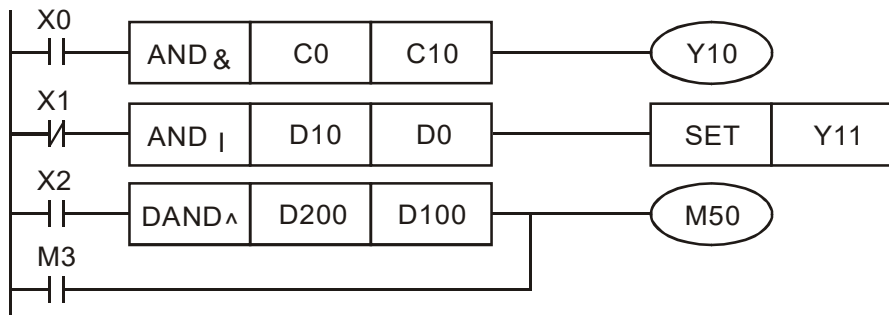 X0
AND & C0 C10 Y10
X1
AND | D10 D0 SET Y11
X2
DAND ^ D200 D100 M50
M3